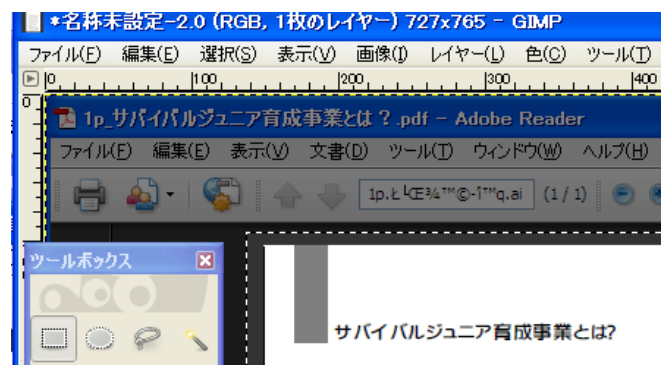 *名称未設定-2.0 (RGB, 1枚のレイヤー) 727x765 – GIMP
ファイル(F) 編集(E) 選択(S) 表示(V) 画像(I) レイヤー(L) 色(C) ツール(T)
0 100 200 300 400
0
1p_サバイバルジュニア育成事業とは？.pdf – Adobe Reader
ファイル(F) 編集(E) 表示(V) 文書(D) ツール(T) ウィンドウ(W) ヘルプ(H)
(1 / 1)
ツールボックス
サバイバルジュニア育成事業とは?